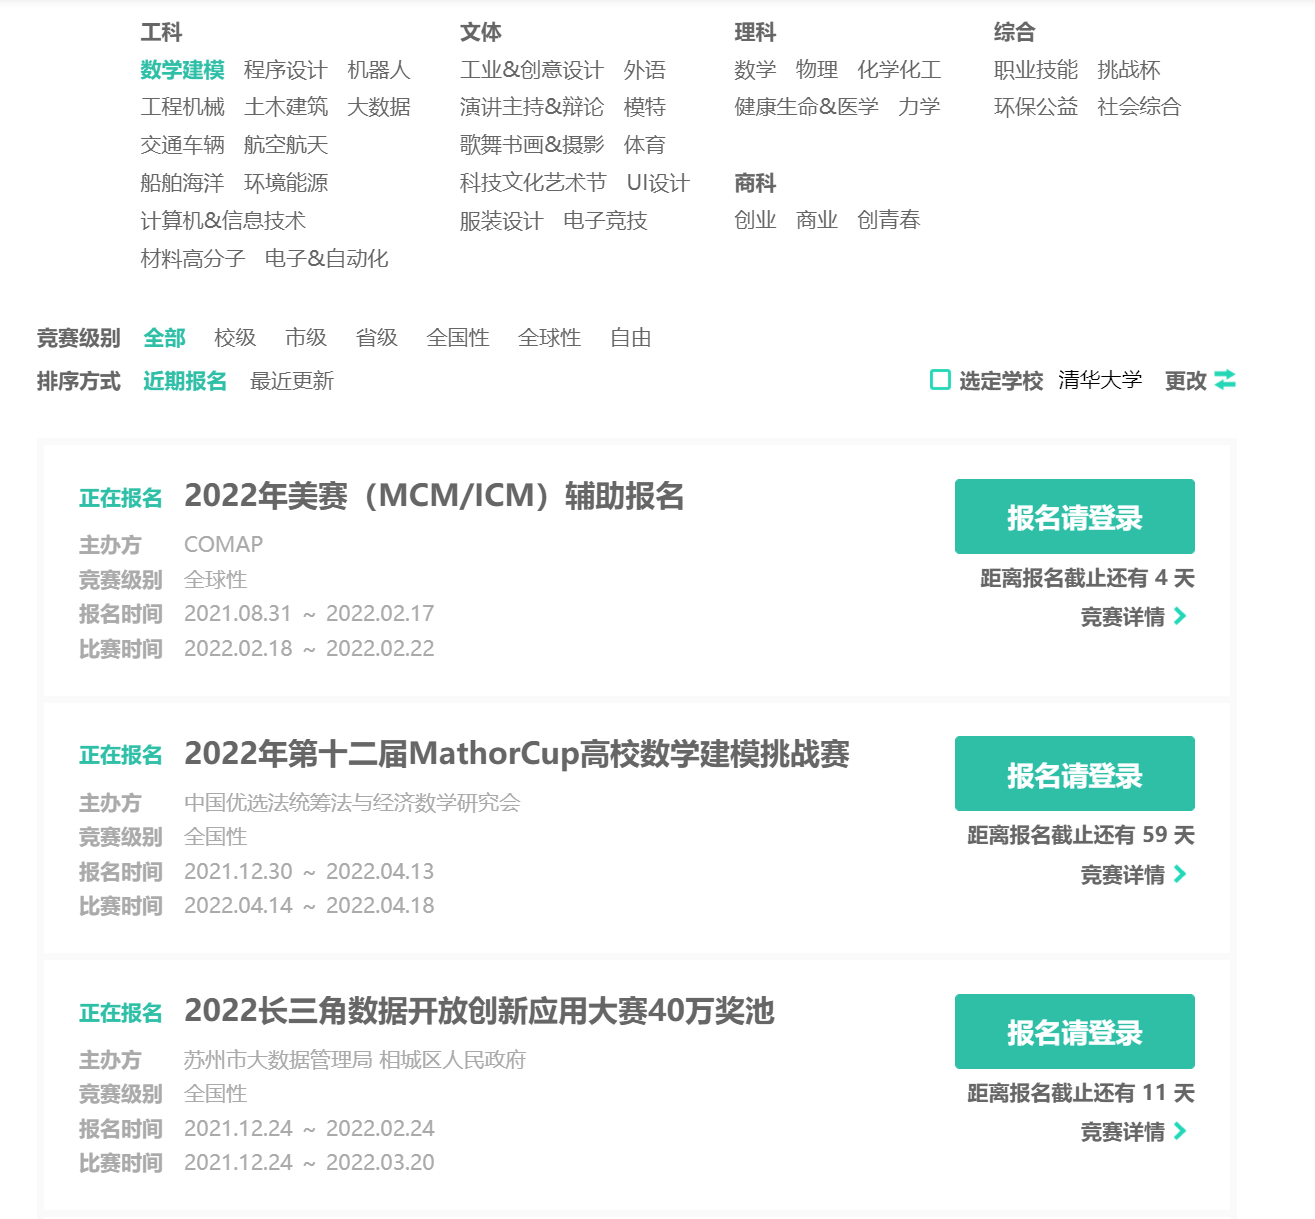 工科
数学建模 程序设计 机器人
工程机械 土木建筑 大数据
交通车辆 航空航天
船舶海洋 环境能源
计算机&信息技术
材料高分子 电子&自动化
文体
工业&创意设计 外语
演讲主持&辩论 模特
歌舞书画&摄影 体育
科技文化艺术节 UI设计
服装设计 电子竞技
理科
数学 物理 化学化工
健康生命&医学 力学
商科
创业 商业 创青春
综合
职业技能 挑战杯
环保公益 社会综合
竞赛级别 全部 校级 市级 省级 全国性 全球性 自由
排序方式 近期报名 最近更新 选定学校 清华大学 更改
正在报名 2022年美赛（MCM/ICM）辅助报名
主办方 COMAP
竞赛级别 全球性
报名时间 2021.08.31 ~ 2022.02.17
比赛时间 2022.02.18 ~ 2022.02.22
报名请登录
距离报名截止还有 4 天
竞赛详情
正在报名 2022年第十二届MathorCup高校数学建模挑战赛
主办方 中国优选法统筹法与经济数学研究会
竞赛级别 全国性
报名时间 2021.12.30 ~ 2022.04.13
比赛时间 2022.04.14 ~ 2022.04.18
报名请登录
距离报名截止还有 59 天
竞赛详情
正在报名 2022长三角数据开放创新应用大赛40万奖池
主办方 苏州市大数据管理局 相城区人民政府
竞赛级别 全国性
报名时间 2021.12.24 ~ 2022.02.24
比赛时间 2021.12.24 ~ 2022.03.20
报名请登录
距离报名截止还有 11 天
竞赛详情